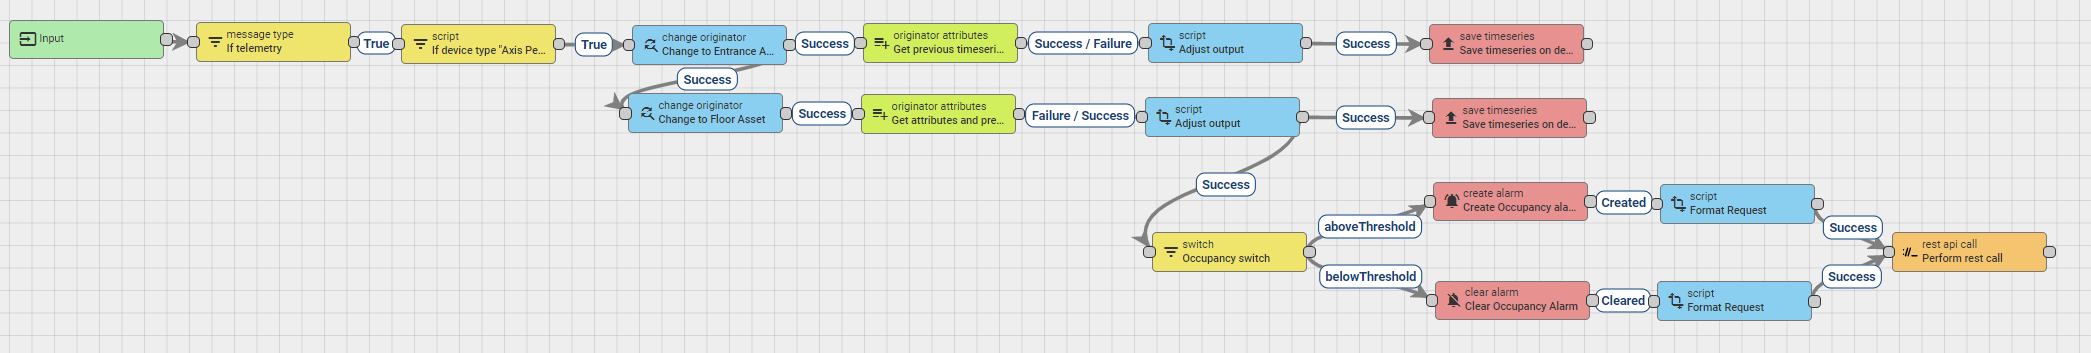 Input
message type
If telemetry
True
script
If device type "Axis Pe...
True
change originator
Change to Entrance A...
Success
originator attributes
Get previous timeseri...
Success / Failure
script
Adjust output
Success
save timeseries
Save timeseries on de...
Success
change originator
Change to Floor Asset
Success
originator attributes
Get attributes and pre...
Failure / Success
script
Adjust output
Success
save timeseries
Save timeseries on de...
Success
switch
Occupancy switch
aboveThreshold
create alarm
Create Occupancy ala...
Created
script
Format Request
Success
belowThreshold
clear alarm
Clear Occupancy Alarm
Cleared
script
Format Request
Success
rest api call
Perform rest call